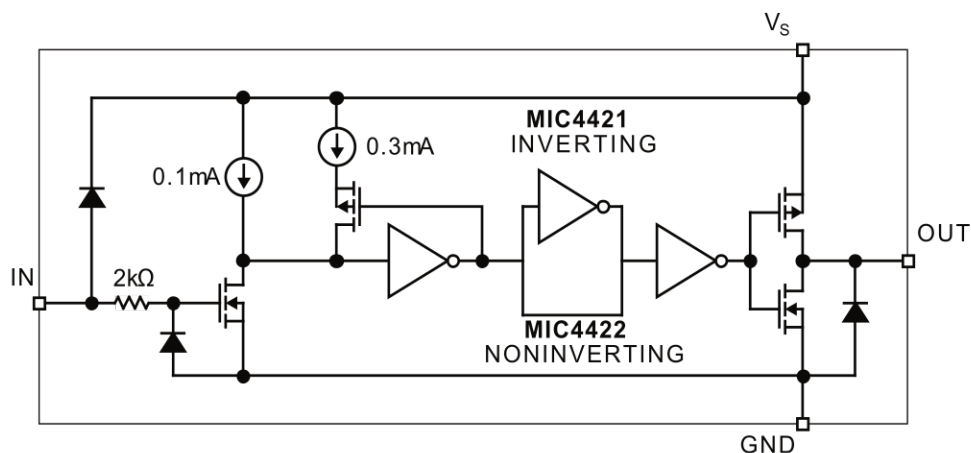 V_S
MIC4421
INVERTING
0.3mA
0.1mA
OUT
IN
2kΩ
MIC4422
NONINVERTING
GND